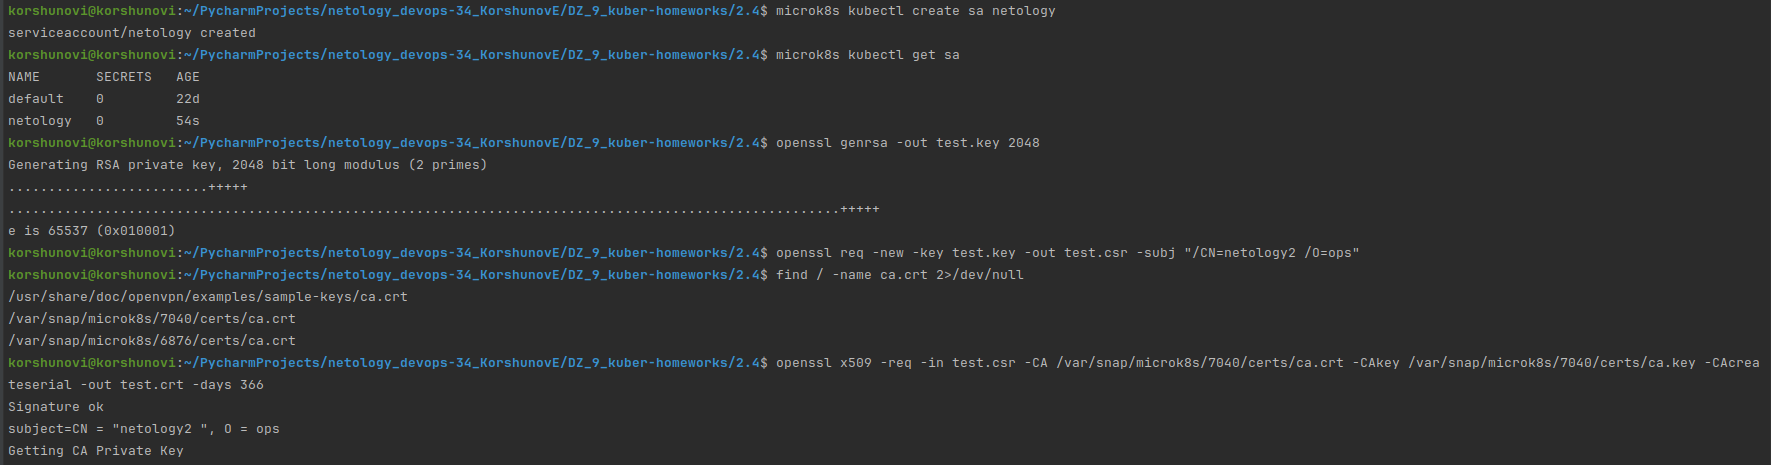 korshunovi@korshunovi:~/PycharmProjects/netology_devops-34_KorshunovE/DZ_9_kuber-homeworks/2.4$ microk8s kubectl create sa netology
serviceaccount/netology created
korshunovi@korshunovi:~/PycharmProjects/netology_devops-34_KorshunovE/DZ_9_kuber-homeworks/2.4$ microk8s kubectl get sa
NAME       SECRETS   AGE
default    0         22d
netology   0         54s
korshunovi@korshunovi:~/PycharmProjects/netology_devops-34_KorshunovE/DZ_9_kuber-homeworks/2.4$ openssl genrsa -out test.key 2048
Generating RSA private key, 2048 bit long modulus (2 primes)
.........................+++++
........................................................................................................+++++
e is 65537 (0x010001)
korshunovi@korshunovi:~/PycharmProjects/netology_devops-34_KorshunovE/DZ_9_kuber-homeworks/2.4$ openssl req -new -key test.key -out test.csr -subj "/CN=netology2 /O=ops"
korshunovi@korshunovi:~/PycharmProjects/netology_devops-34_KorshunovE/DZ_9_kuber-homeworks/2.4$ find / -name ca.crt 2>/dev/null
/usr/share/doc/openvpn/examples/sample-keys/ca.crt
/var/snap/microk8s/7040/certs/ca.crt
/var/snap/microk8s/6876/certs/ca.crt
korshunovi@korshunovi:~/PycharmProjects/netology_devops-34_KorshunovE/DZ_9_kuber-homeworks/2.4$ openssl x509 -req -in test.csr -CA /var/snap/microk8s/7040/certs/ca.crt -CAkey /var/snap/microk8s/7040/certs/ca.key -CAcrea
teserial -out test.crt -days 366
Signature ok
subject=CN = "netology2 ", O = ops
Getting CA Private Key